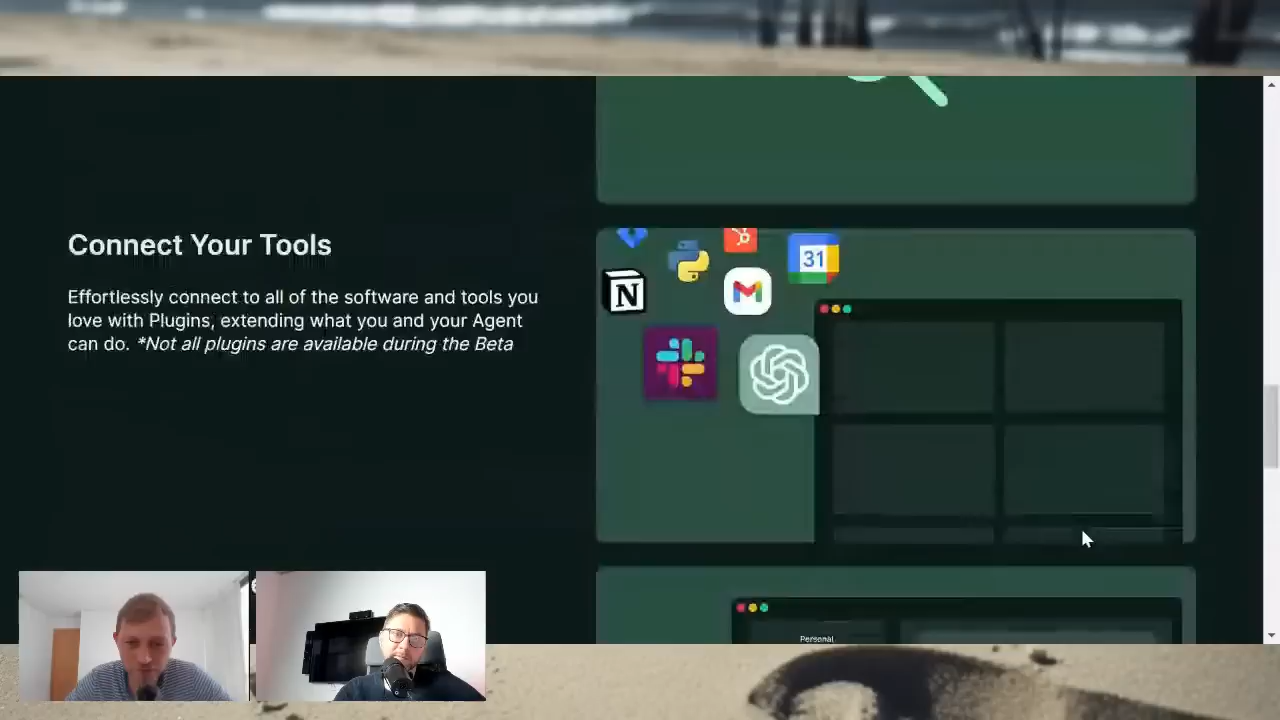 Connect Your Tools
Effortlessly connect to all of the software and tools you
love with Plugins, extending what you and your Agent
can do. *Not all plugins are available during the Beta
N
31
Personal